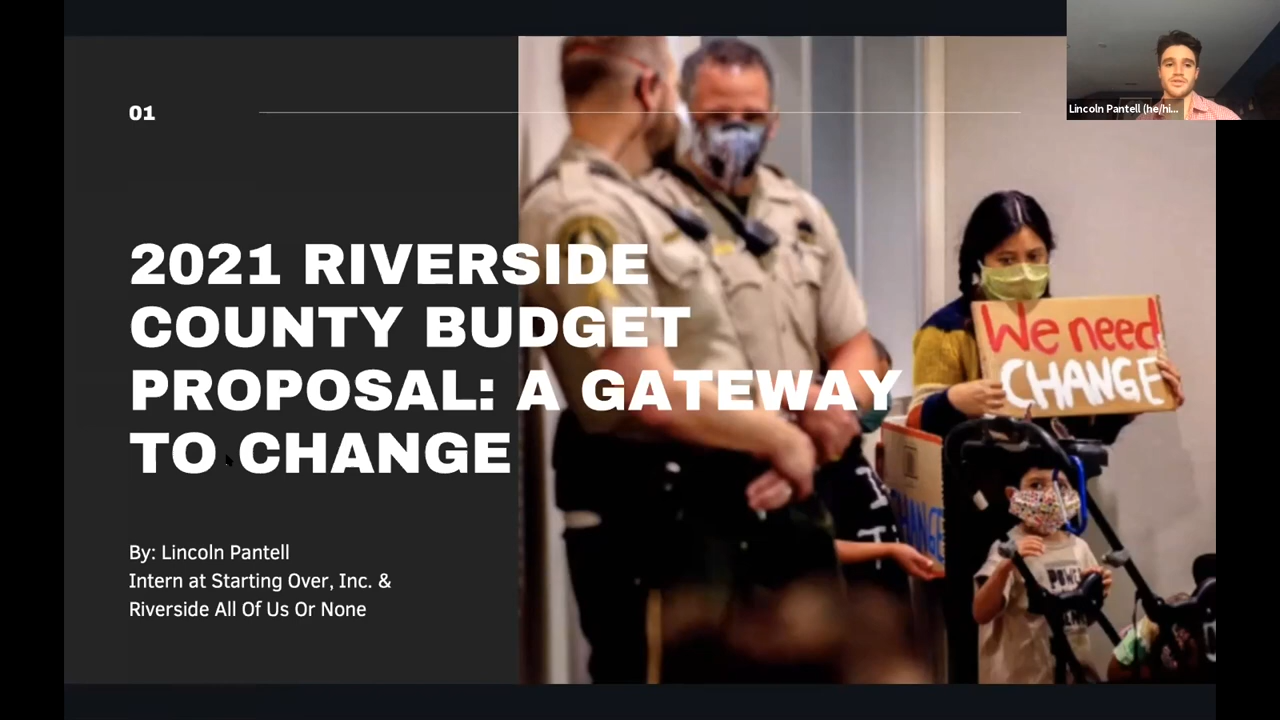 01
Lincoln Pantell (he/hi...
2021 RIVERSIDE
COUNTY BUDGET
PROPOSAL: A GATEWAY
TO CHANGE
We need
CHANGE
CHANGE
By: Lincoln Pantell
Intern at Starting Over, Inc. &
Riverside All Of Us Or None